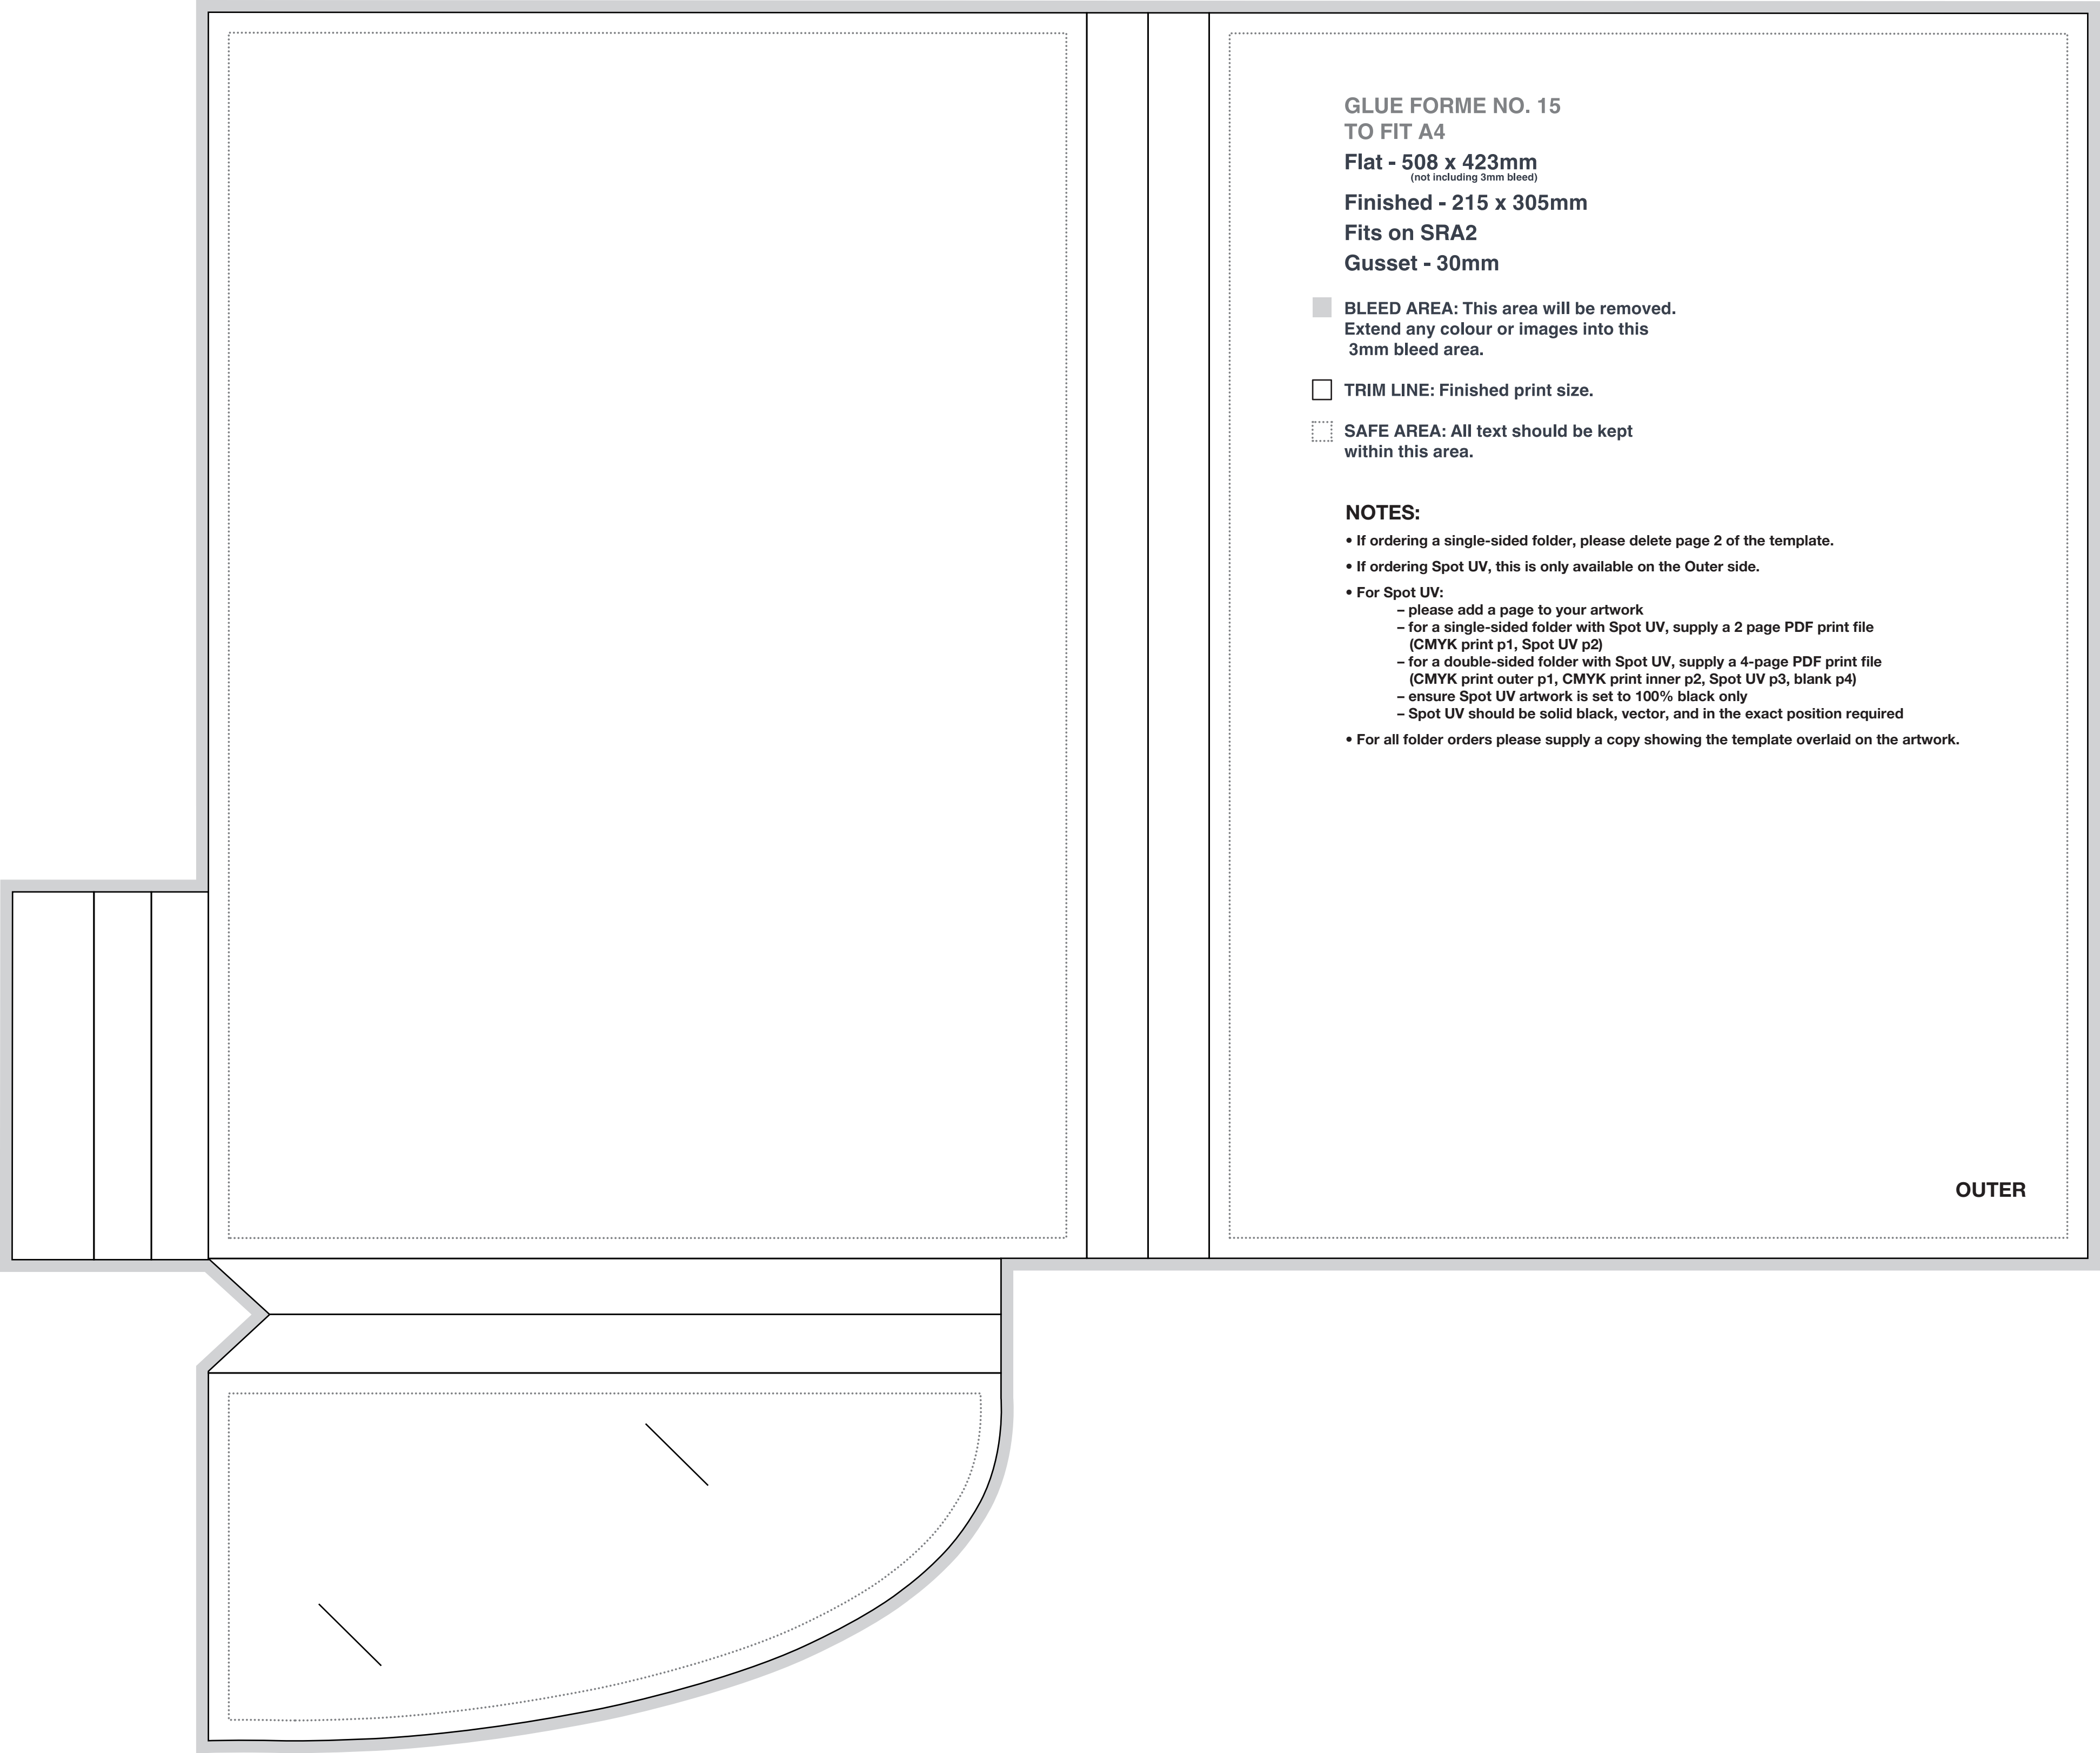 GLUE FORME NO. 15
TO FIT A4
Flat - 508 x 423mm
(not including 3mm bleed)
Finished - 215 x 305mm
Fits on SRA2
Gusset - 30mm
BLEED AREA: This area will be removed.
Extend any colour or images into this
3mm bleed area.
TRIM LINE: Finished print size.
SAFE AREA: All text should be kept
within this area.
NOTES:
• If ordering a single-sided folder, please delete page 2 of the template.
• If ordering Spot UV, this is only available on the Outer side.
• For Spot UV:
– please add a page to your artwork
– for a single-sided folder with Spot UV, supply a 2 page PDF print file
(CMYK print p1, Spot UV p2)
– for a double-sided folder with Spot UV, supply a 4-page PDF print file
(CMYK print outer p1, CMYK print inner p2, Spot UV p3, blank p4)
– ensure Spot UV artwork is set to 100% black only
– Spot UV should be solid black, vector, and in the exact position required
• For all folder orders please supply a copy showing the template overlaid on the artwork.
OUTER